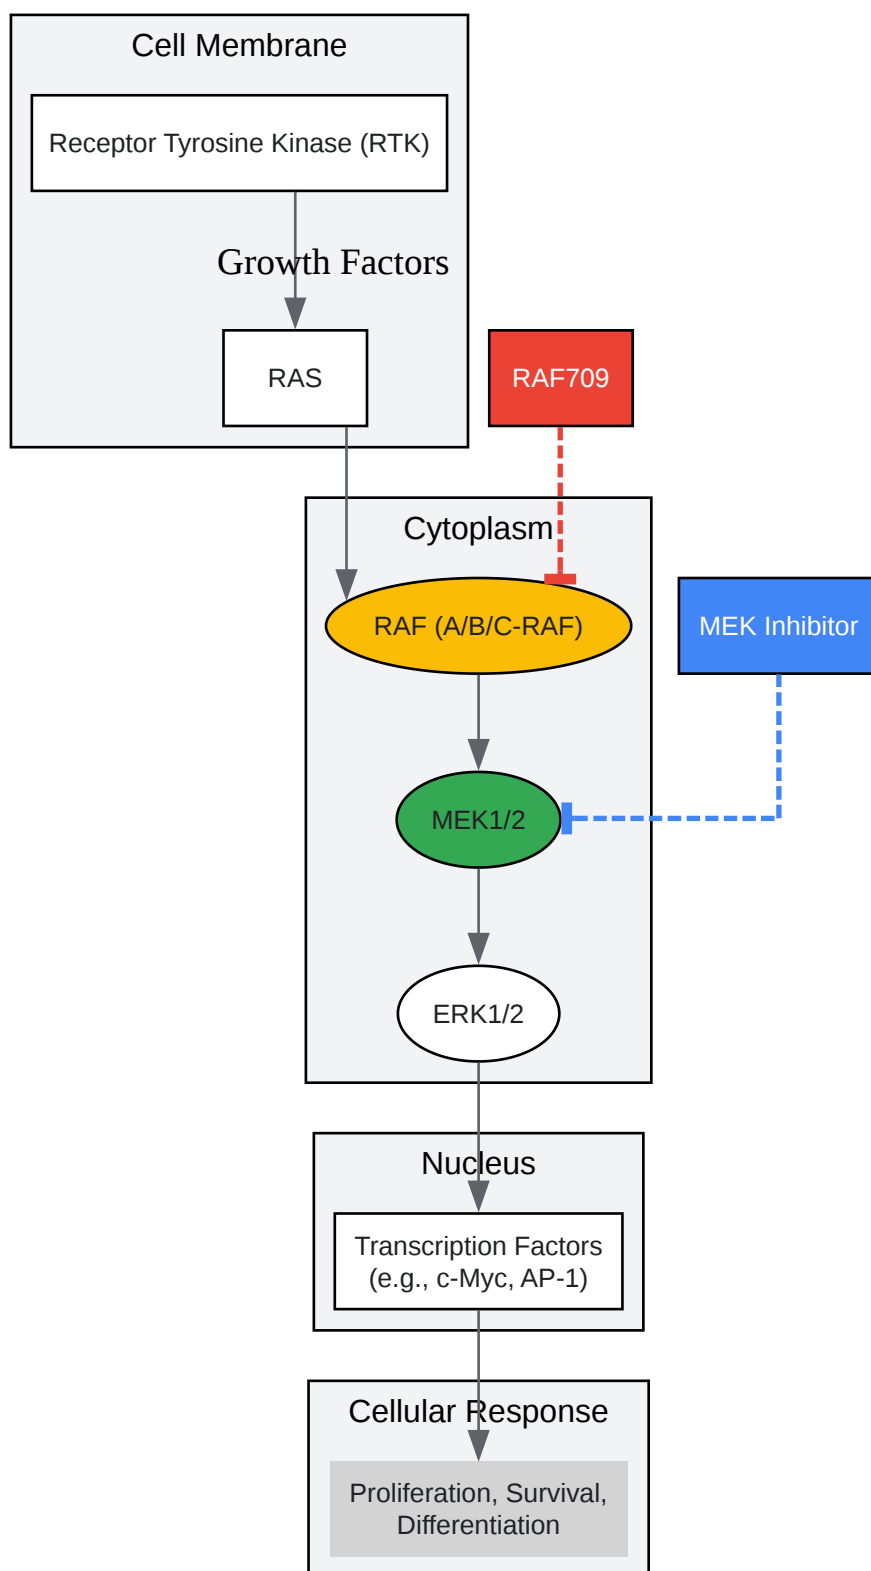 Cell Membrane
Receptor Tyrosine Kinase (RTK)
Growth Factors
RAS
RAF709
Cytoplasm
RAF (A/B/C-RAF)
MEK Inhibitor
MEK1/2
ERK1/2
Nucleus
Transcription Factors
(e.g., c-Myc, AP-1)
Cellular Response
Proliferation, Survival,
Differentiation